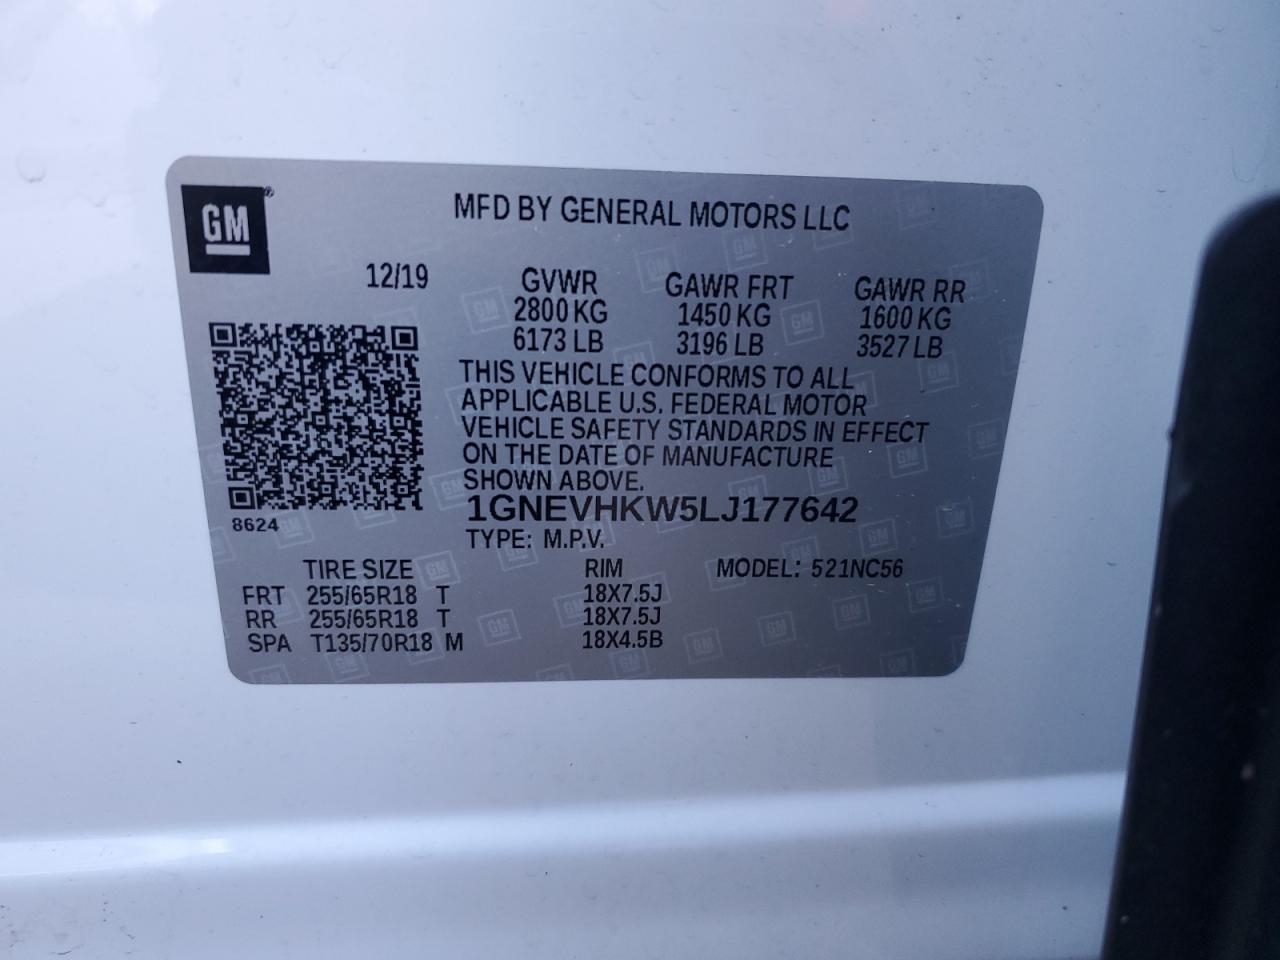 GM®
MFD BY GENERAL MOTORS LLC
12/19
GVWR GAWR FRT GAWR RR
2800 KG 1450 KG 1600 KG
6173 LB 3196 LB 3527 LB
THIS VEHICLE CONFORMS TO ALL
APPLICABLE U.S. FEDERAL MOTOR
VEHICLE SAFETY STANDARDS IN EFFECT
ON THE DATE OF MANUFACTURE
SHOWN ABOVE.
8624
1GNEVHKW5LJ177642
TYPE: M.P.V.
TIRE SIZE RIM MODEL: 521NC56
FRT 255/65R18 T 18X7.5J
RR 255/65R18 T 18X7.5J
SPA T135/70R18 M 18X4.5B